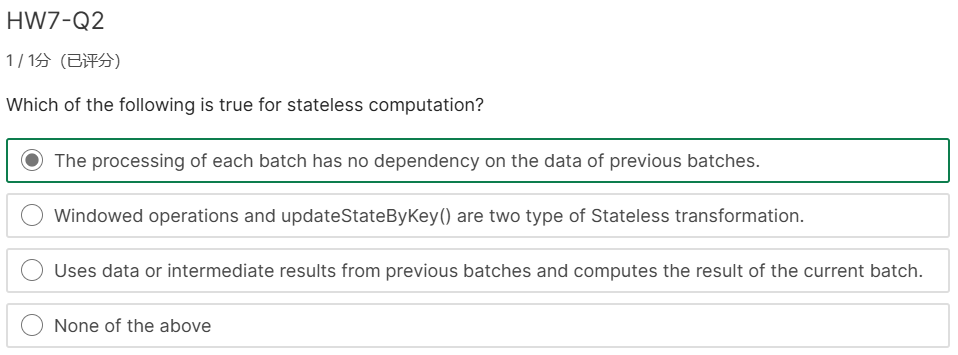 HW7-Q2
1 / 1分（已评分）
Which of the following is true for stateless computation?
The processing of each batch has no dependency on the data of previous batches.
Windowed operations and updateStateByKey() are two type of Stateless transformation.
Uses data or intermediate results from previous batches and computes the result of the current batch.
None of the above